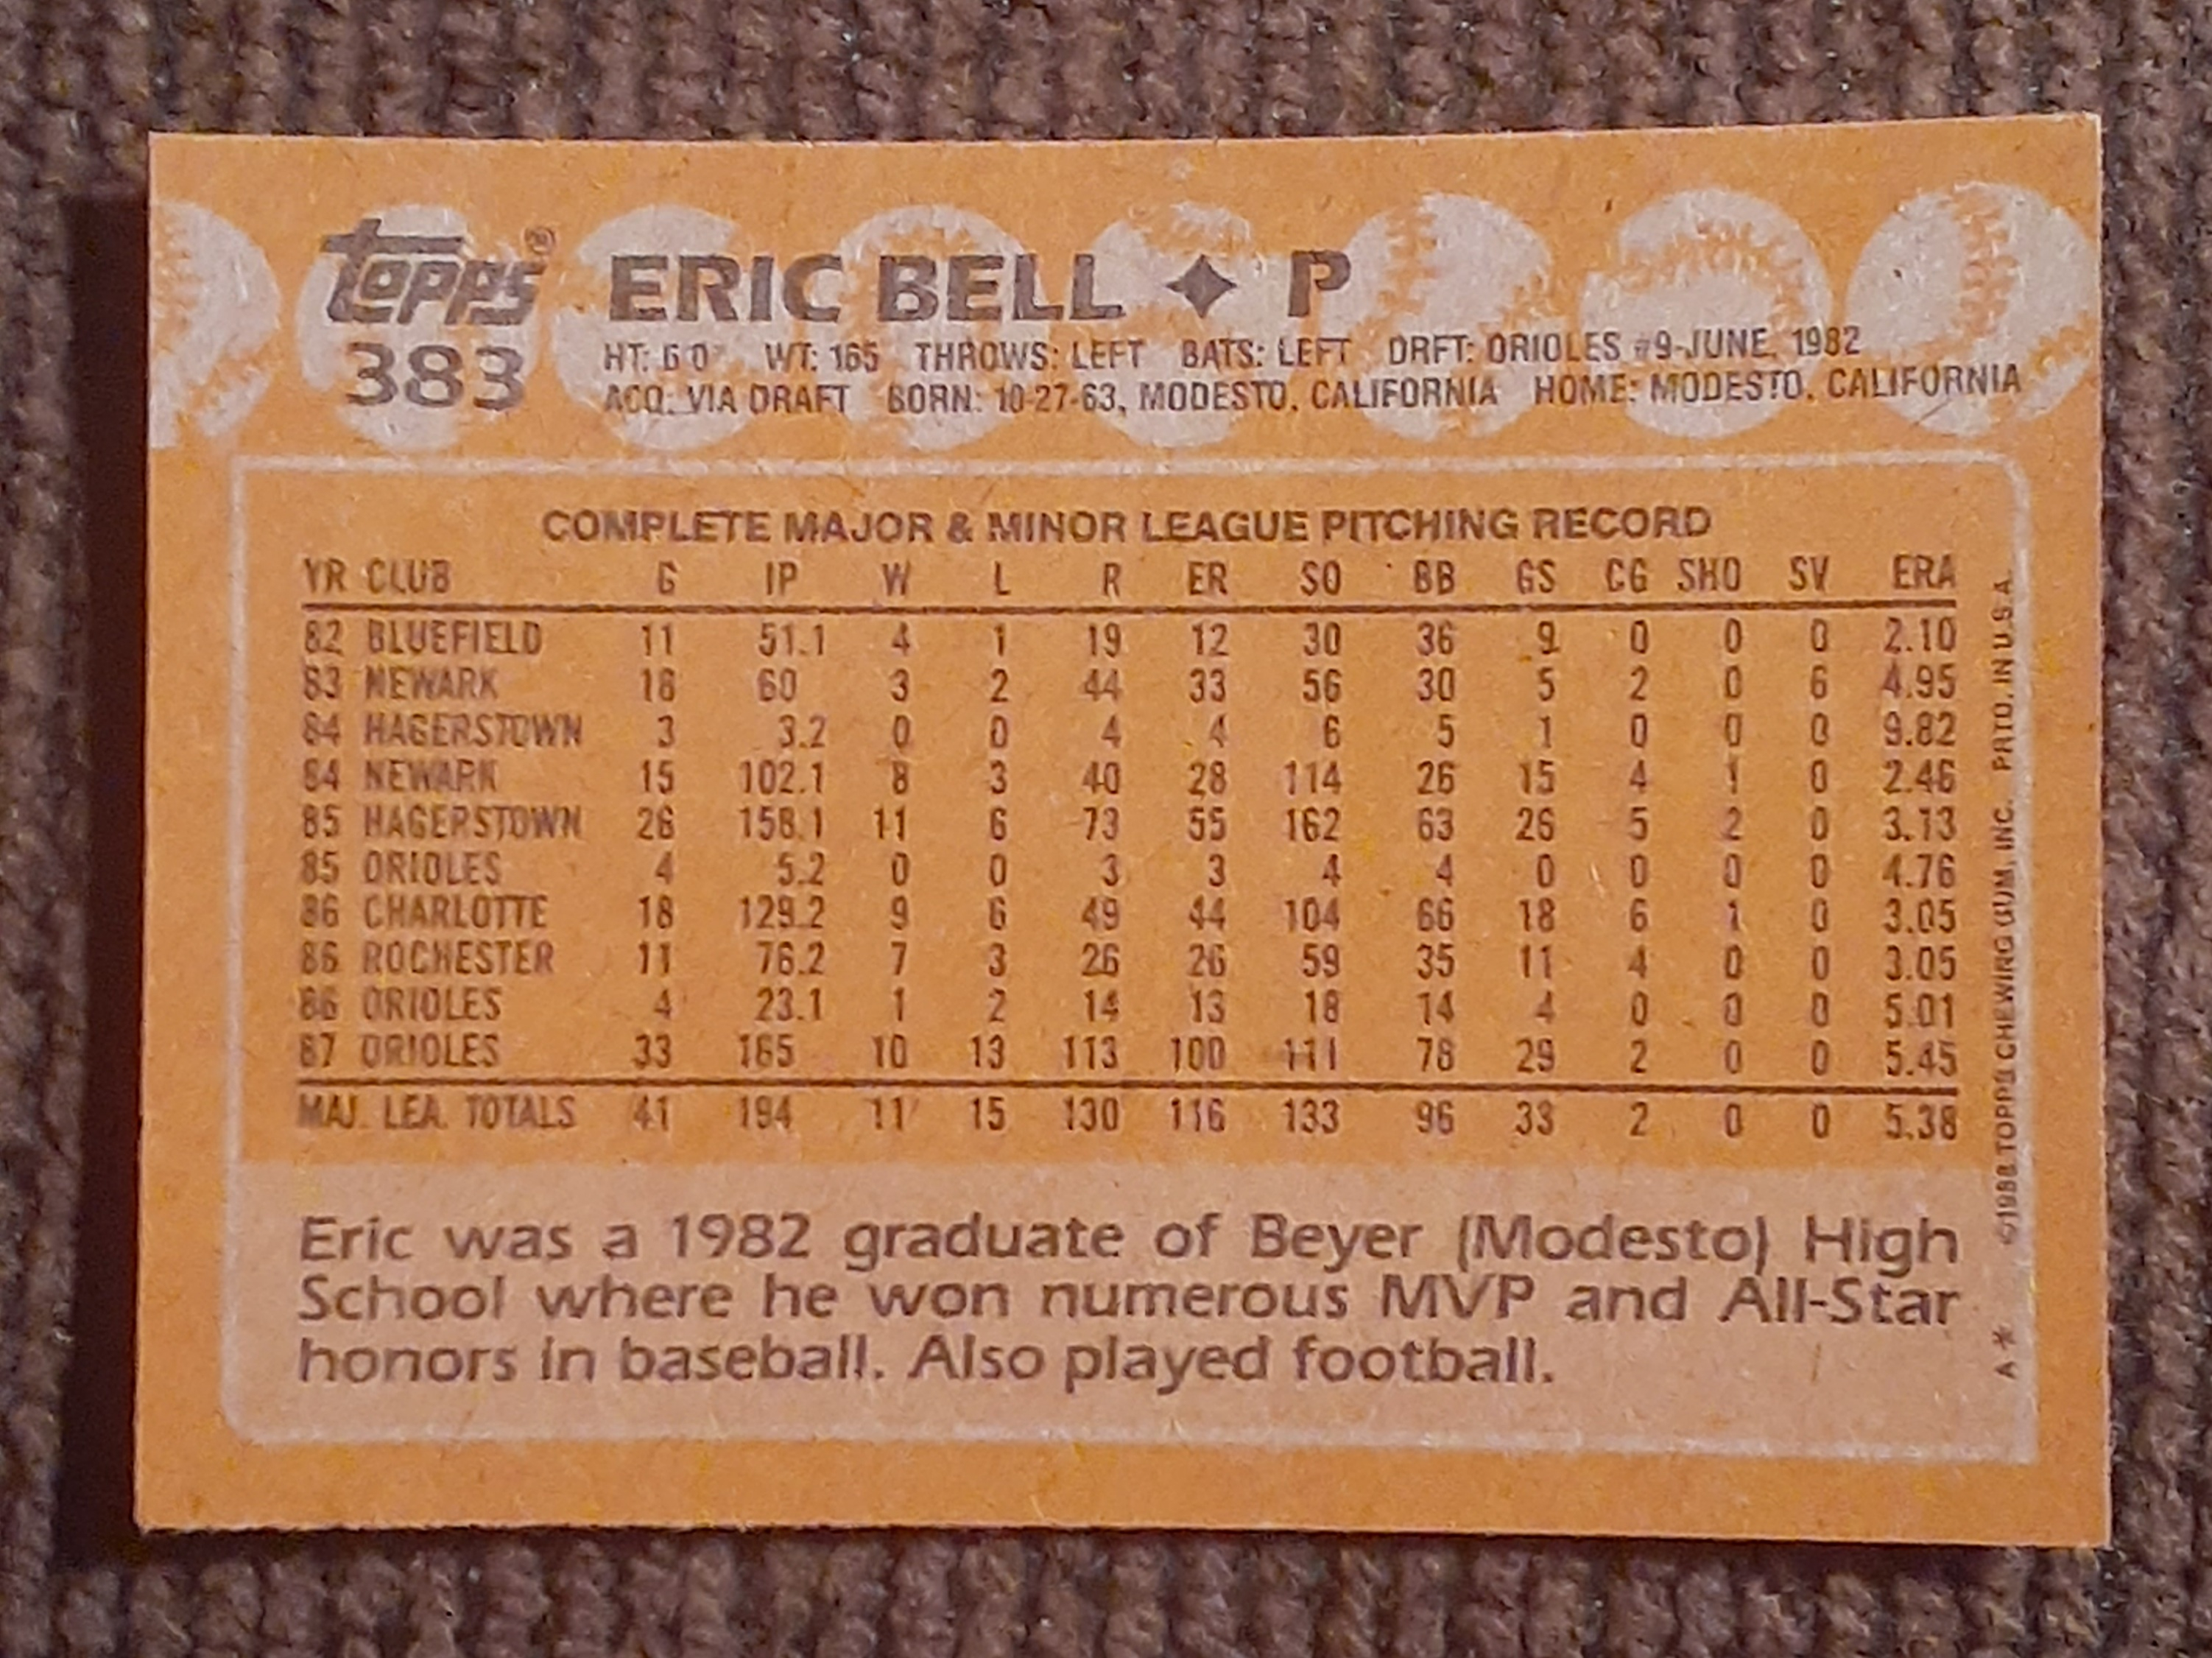 topps®
383
ERIC BELL ✦ P
HT: 6'0" WT: 165 THROWS: LEFT BATS: LEFT DRFT: ORIOLES #9-JUNE, 1982
ACQ: VIA DRAFT BORN: 10-27-63, MODESTO, CALIFORNIA HOME: MODESTO, CALIFORNIA
COMPLETE MAJOR & MINOR LEAGUE PITCHING RECORD
YR CLUB G IP W L R ER SO BB GS CG SHO SV ERA
82 BLUEFIELD 11 51.1 4 1 19 12 30 36 9 0 0 0 2.10
83 NEWARK 18 60 3 2 44 33 56 30 5 2 0 6 4.95
84 HAGERSTOWN 3 3.2 0 0 4 4 6 5 1 0 0 0 9.82
84 NEWARK 15 102.1 8 3 40 28 114 26 15 4 1 0 2.46
85 HAGERSTOWN 26 158.1 11 6 73 55 162 63 26 5 2 0 3.13
85 ORIOLES 4 5.2 0 0 3 3 4 4 0 0 0 0 4.76
86 CHARLOTTE 18 129.2 9 6 49 44 104 66 18 6 1 0 3.05
86 ROCHESTER 11 76.2 7 3 26 26 59 35 11 4 0 0 3.05
86 ORIOLES 4 23.1 1 2 14 13 18 14 4 0 0 0 5.01
87 ORIOLES 33 165 10 13 113 100 111 78 29 2 0 0 5.45
MAJ. LEA. TOTALS 41 194 11 15 130 116 133 96 33 2 0 0 5.38
Eric was a 1982 graduate of Beyer (Modesto) High
School where he won numerous MVP and All-Star
honors in baseball. Also played football.
A* ©1988 TOPPS CHEWING GUM, INC. PRTD. IN U.S.A.